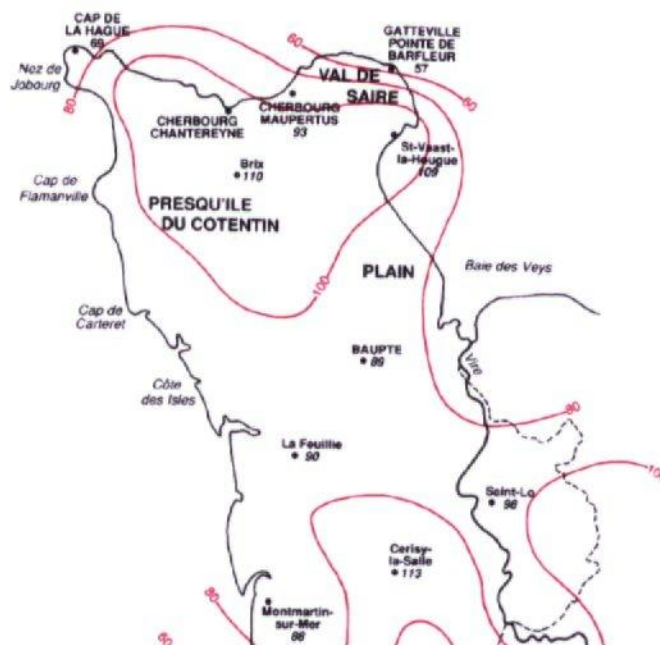 CAP DE
LA HAGUE
69
Nez de
Jobourg
80
60
GATTEVILLE
POINTE DE
BARFLEUR
57
60
VAL DE
SAIRE
CHERBOURG
CHANTEREYNE
CHERBOURG
MAUPERTUS
93
St-Vaast-
la-Hougue
109
Brix
110
Cap de
Flamanville
PRESQU'ILE
DU COTENTIN
100
PLAIN
Baie des Veys
Cap de
Carteret
BAUPTE
89
Vire
Côte
des Isles
80
La Feuillie
90
100
Saint-Lo
96
Cerisy-
la-Salle
113
80
Montmartin-
sur-Mer
86
60